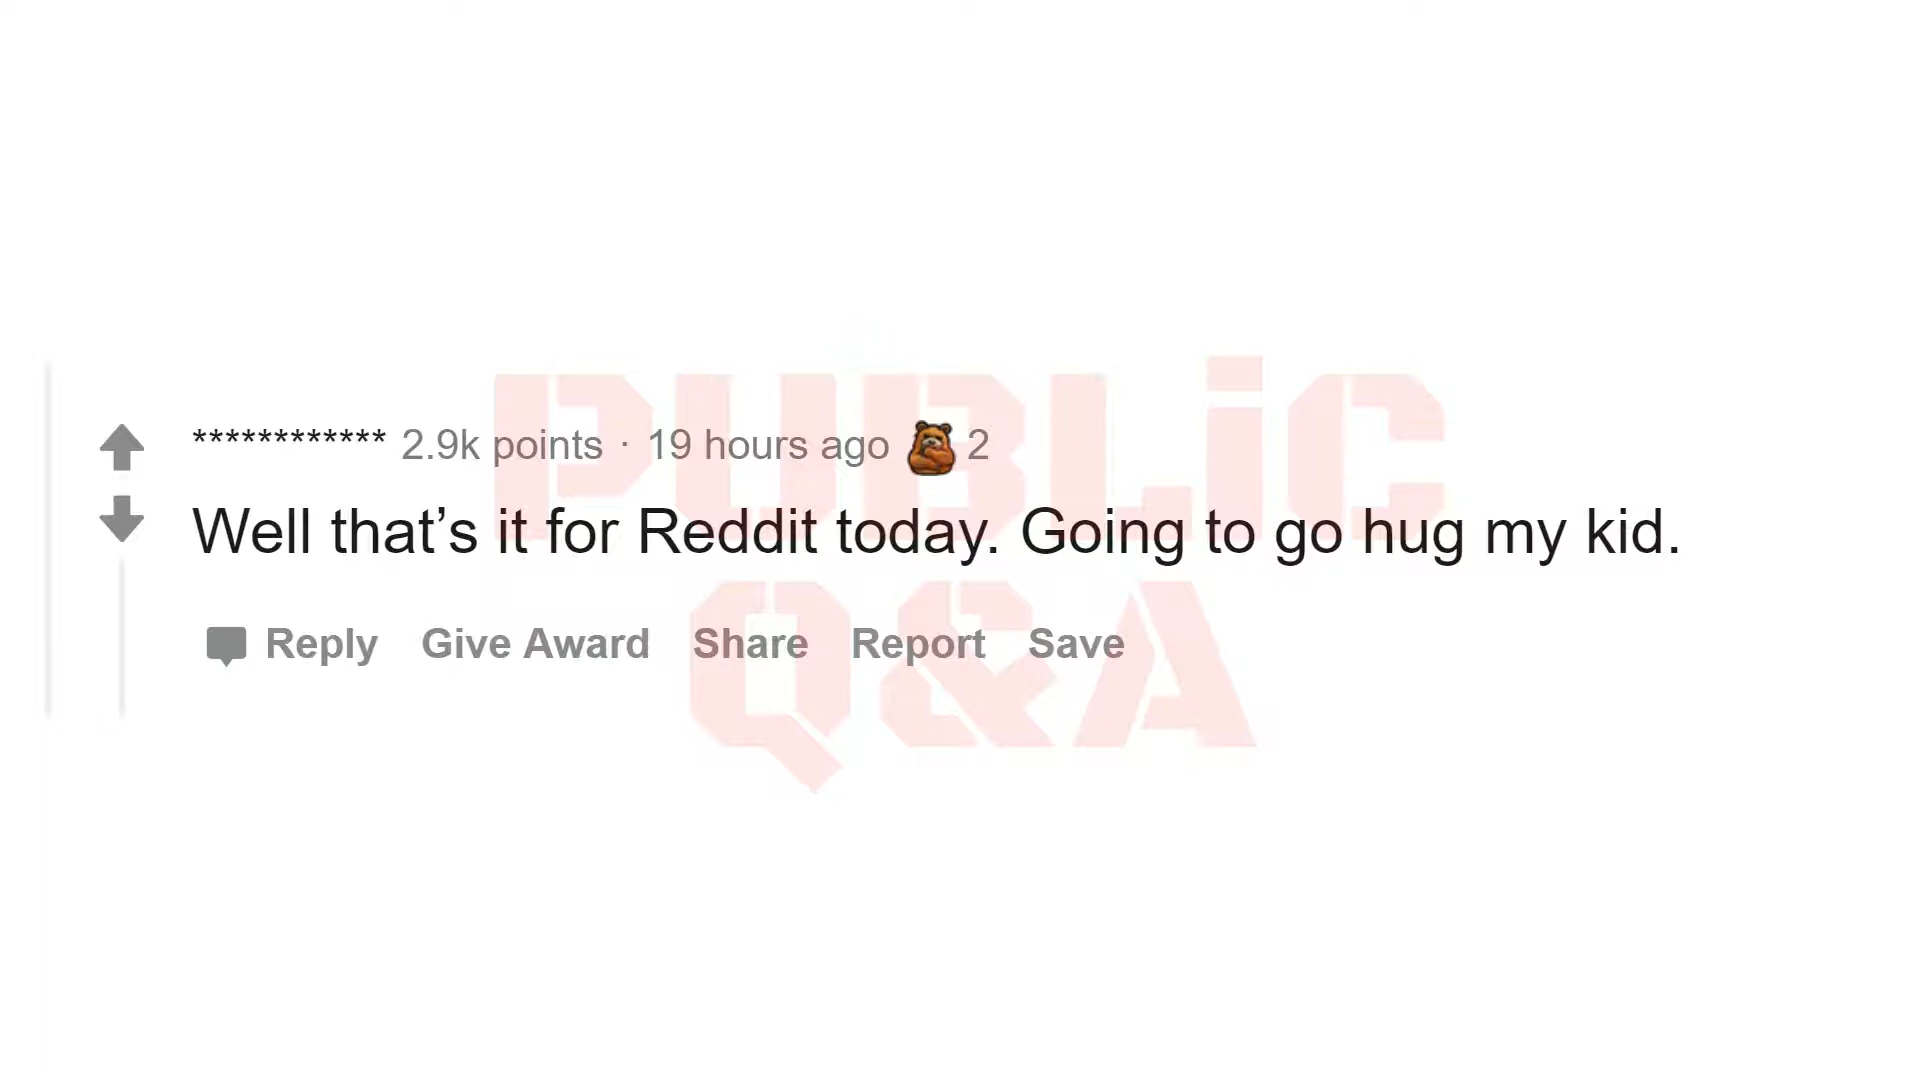 PUBLiC
************ 2.9k points · 19 hours ago 2
Well that’s it for Reddit today. Going to go hug my kid.
Q&A
Reply Give Award Share Report Save